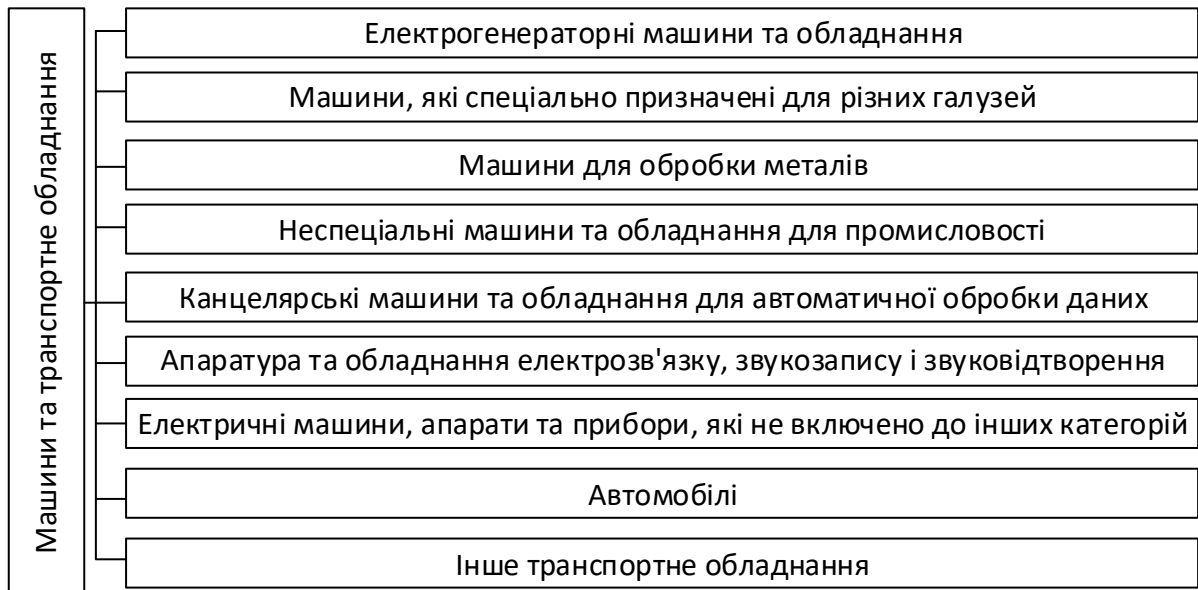 Машини та транспортне обладнання
Електрогенераторні машини та обладнання
Машини, які спеціально призначені для різних галузей
Машини для обробки металів
Неспеціальні машини та обладнання для промисловості
Канцелярські машини та обладнання для автоматичної обробки даних
Апаратура та обладнання електрозв'язку, звукозапису і звуковідтворення
Електричні машини, апарати та прибори, які не включено до інших категорій
Автомобілі
Інше транспортне обладнання